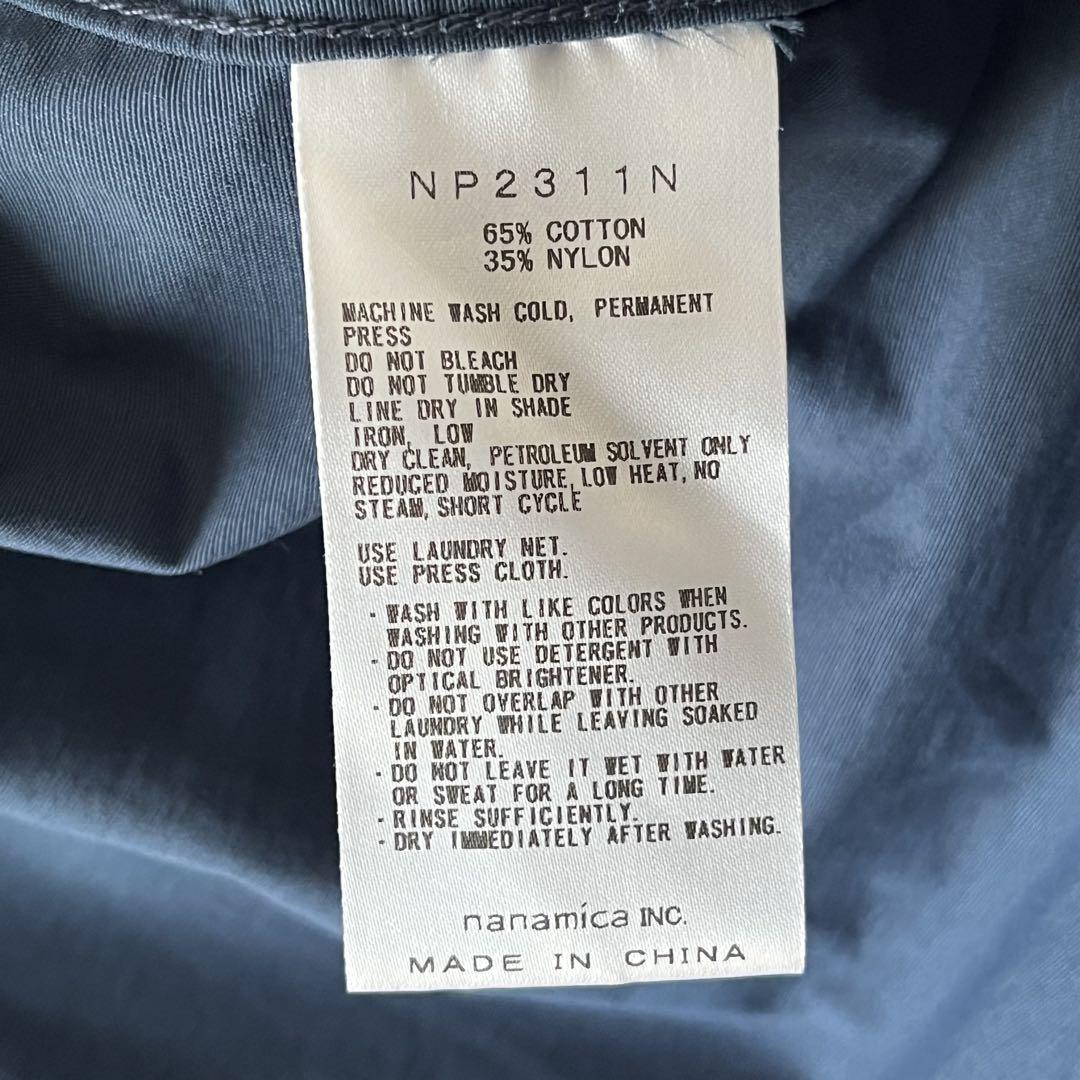 NP2311N
65% COTTON
35% NYLON
MACHINE WASH COLD, PERMANENT
PRESS
DO NOT BLEACH
DO NOT TUMBLE DRY
LINE DRY IN SHADE
IRON, LOW
DRY CLEAN, PETROLEUM SOLVENT ONLY
REDUCED MOISTURE, LOW HEAT, NO
STEAM, SHORT CYCLE
USE LAUNDRY NET.
USE PRESS CLOTH.
・WASH WITH LIKE COLORS WHEN
WASHING WITH OTHER PRODUCTS.
・DO NOT USE DETERGENT WITH
OPTICAL BRIGHTENER.
・DO NOT OVERLAP WITH OTHER
LAUNDRY WHILE LEAVING SOAKED
IN WATER.
・DO NOT LEAVE IT WET WITH WATER
OR SWEAT FOR A LONG TIME.
・RINSE SUFFICIENTLY.
・DRY IMMEDIATELY AFTER WASHING.
nanamica INC.
MADE IN CHINA